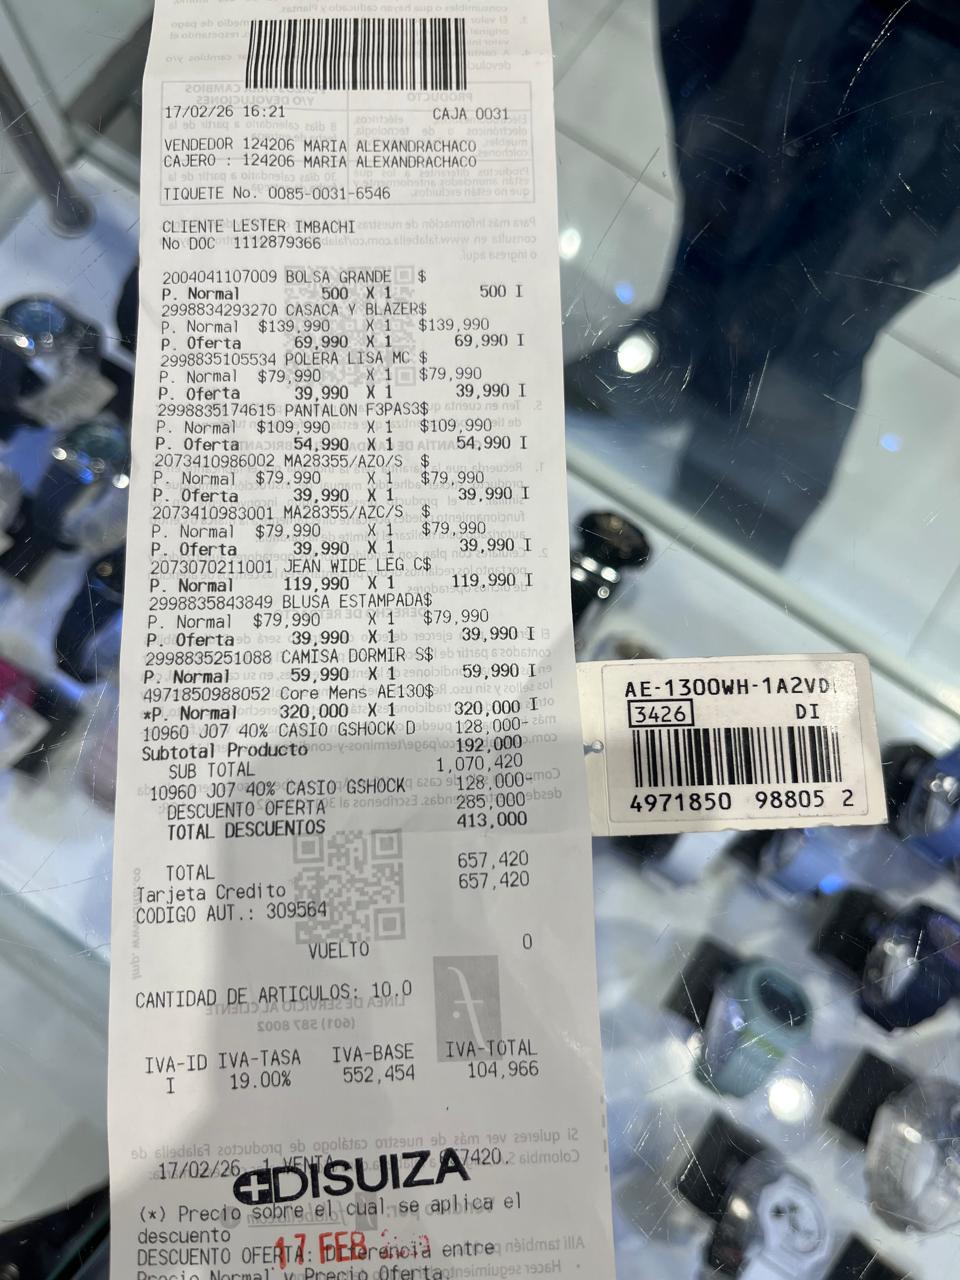 17/02/26 16:21 CAJA 0031
VENDEDOR 124206 MARIA ALEXANDRACHACO
CAJERO : 124206 MARIA ALEXANDRACHACO
TIQUETE No. 0085-0031-6546
CLIENTE LESTER IMBACHI
No DOC 1112879366
2004041107009 BOLSA GRANDE $
P. Normal 500 X 1 500 I
2998834293270 CASACA Y BLAZER$
P. Normal $139,990 X 1 $139,990
P. Oferta 69,990 X 1 69,990 I
2998835105534 POLERA LISA MC $
P. Normal $79,990 X 1 $79,990
P. Oferta 39,990 X 1 39,990 I
2998835174615 PANTALON F3PAS3$
P. Normal $109,990 X 1 $109,990
P. Oferta 54,990 X 1 54,990 I
2073410986002 MA28355/AZO/S $
P. Normal $79,990 X 1 $79,990
P. Oferta 39,990 X 1 39,990 I
2073410983001 MA28355/AZC/S $
P. Normal $79,990 X 1 $79,990
P. Oferta 39,990 X 1 39,990 I
2073070211001 JEAN WIDE LEG C$
P. Normal 119,990 X 1 119,990 I
2998835843849 BLUSA ESTAMPADA$
P. Normal $79,990 X 1 $79,990
P. Oferta 39,990 X 1 39,990 I
2998835251088 CAMISA DORMIR S$
P. Normal 59,990 X 1 59,990 I
4971850988052 Core Mens AE130$
*P. Normal 320,000 X 1 320,000 I
10960 J07 40% CASIO GSHOCK D 128,000-
Subtotal Producto 192,000
SUB TOTAL 1,070,420
10960 J07 40% CASIO GSHOCK 128,000-
DESCUENTO OFERTA 285,000
TOTAL DESCUENTOS 413,000
TOTAL 657,420
Tarjeta Credito 657,420
CODIGO AUT.: 309564
VUELTO 0
CANTIDAD DE ARTICULOS: 10.0
IVA-ID IVA-TASA IVA-BASE IVA-TOTAL
I 19.00% 552,454 104,966
17/02/26 1 VENTA 7420.
DISUIZA
(*) Precio sobre el cual se aplica el
descuento
17 FEB
DESCUENTO OFERTA: Diferencia entre
Precio Normal y Precio Oferta.
AE-1300WH-1A2VD
3426 DI
4971850 98805 2